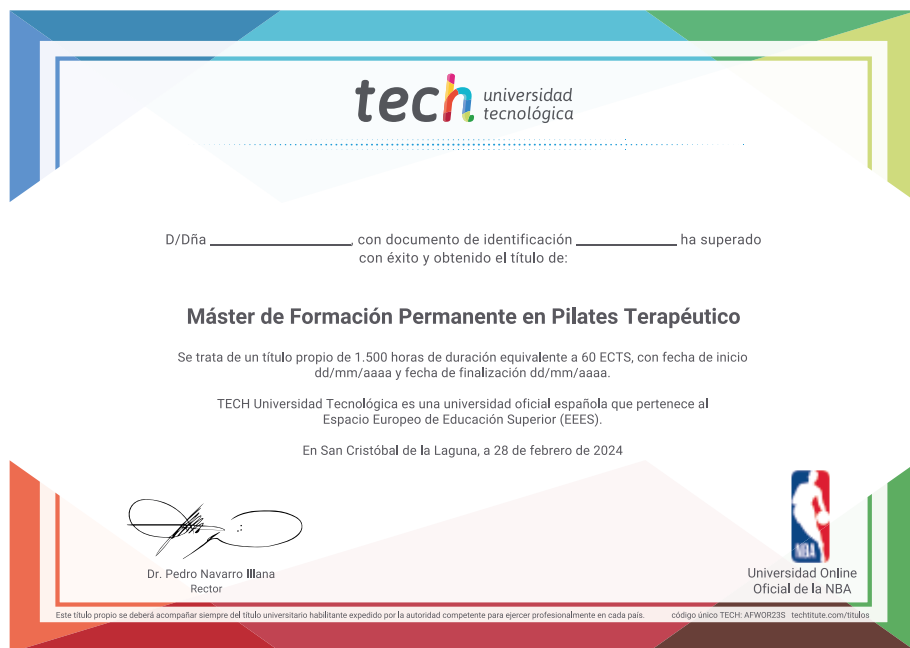 tech universidad
tecnológica
D/Dña ____________________, con documento de identificación ______________ ha superado
con éxito y obtenido el título de:
Máster de Formación Permanente en Pilates Terapéutico
Se trata de un título propio de 1.500 horas de duración equivalente a 60 ECTS, con fecha de inicio
dd/mm/aaaa y fecha de finalización dd/mm/aaaa.
TECH Universidad Tecnológica es una universidad oficial española que pertenece al
Espacio Europeo de Educación Superior (EEES).
En San Cristóbal de la Laguna, a 28 de febrero de 2024
NBA
Dr. Pedro Navarro Illana
Rector
Universidad Online
Oficial de la NBA
Este título propio se deberá acompañar siempre del título universitario habilitante expedido por la autoridad competente para ejercer profesionalmente en cada país. código único TECH: AFWOR23S techtitute.com/titulos